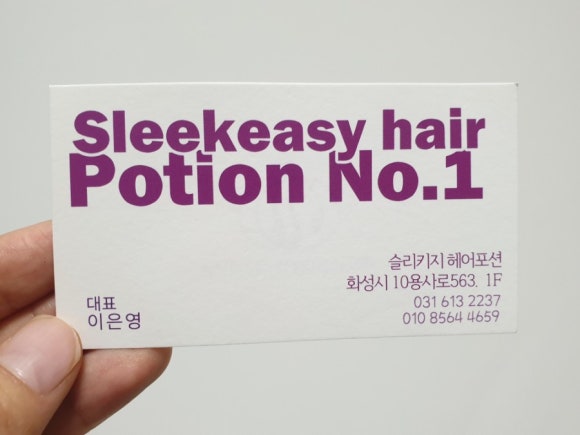 Sleekeasy hair
Potion No.1
슬리키지 헤어포션
화성시 10용사로563. 1F
031 613 2237
010 8564 4659
대표
이은영